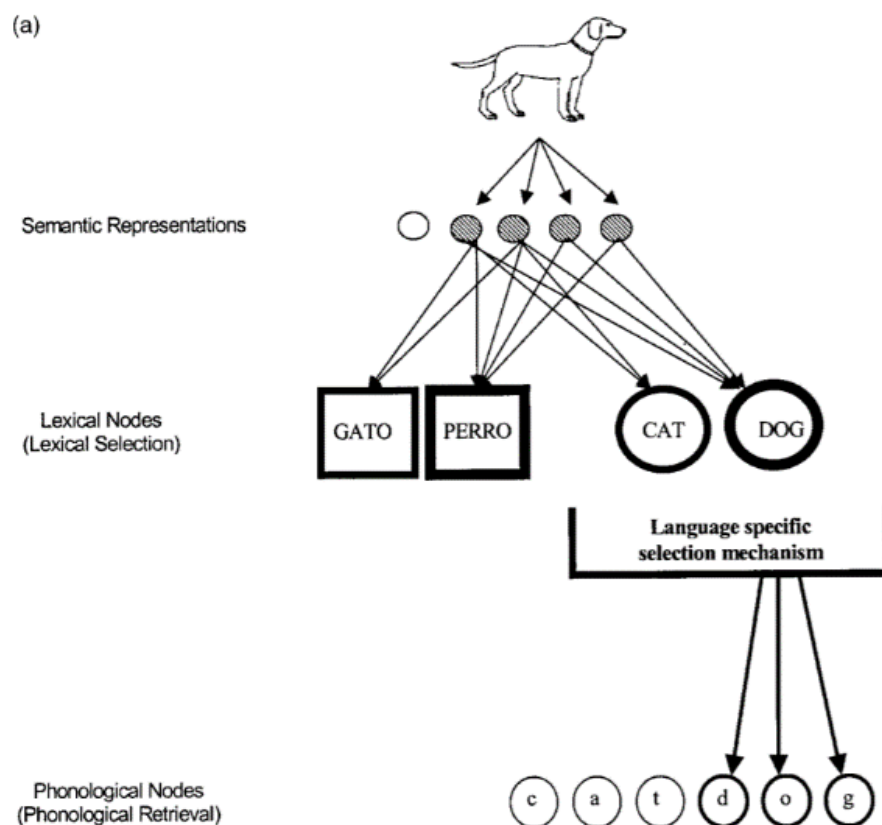 (a)
Semantic Representations
Lexical Nodes
(Lexical Selection)
GATO
PERRO
CAT
DOG
Language specific
selection mechanism
Phonological Nodes
(Phonological Retrieval)
c a t d o g